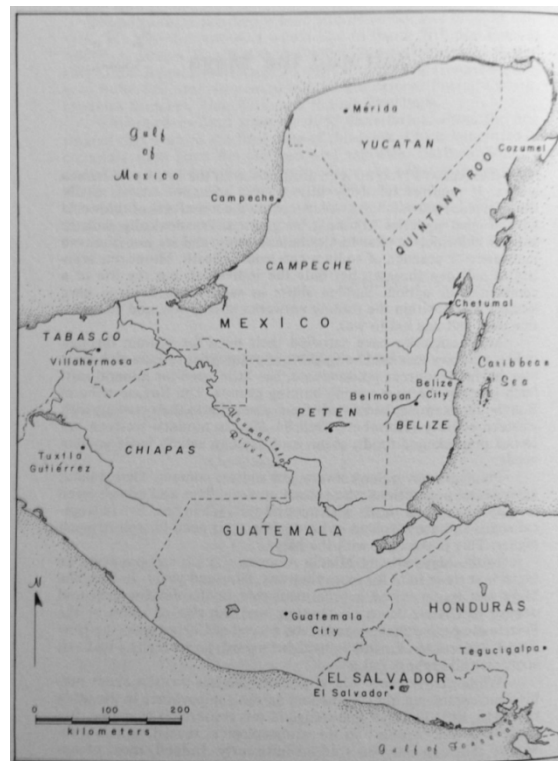 Gulf
of
Mexico
Mérida
YUCATAN
Cozumel
QUINTANA ROO
Campeche
CAMPECHE
Chetumal
MEXICO
TABASCO
Villahermosa
Caribbean
Sea
Belize
City
Belmopan
PETEN
BELIZE
Usumacinta
River
CHIAPAS
Tuxtla
Gutiérrez
GUATEMALA
N
Guatemala
City
HONDURAS
Tegucigalpa
EL SALVADOR
El Salvador
0 100 200
kilometers
Gulf of Fonseca